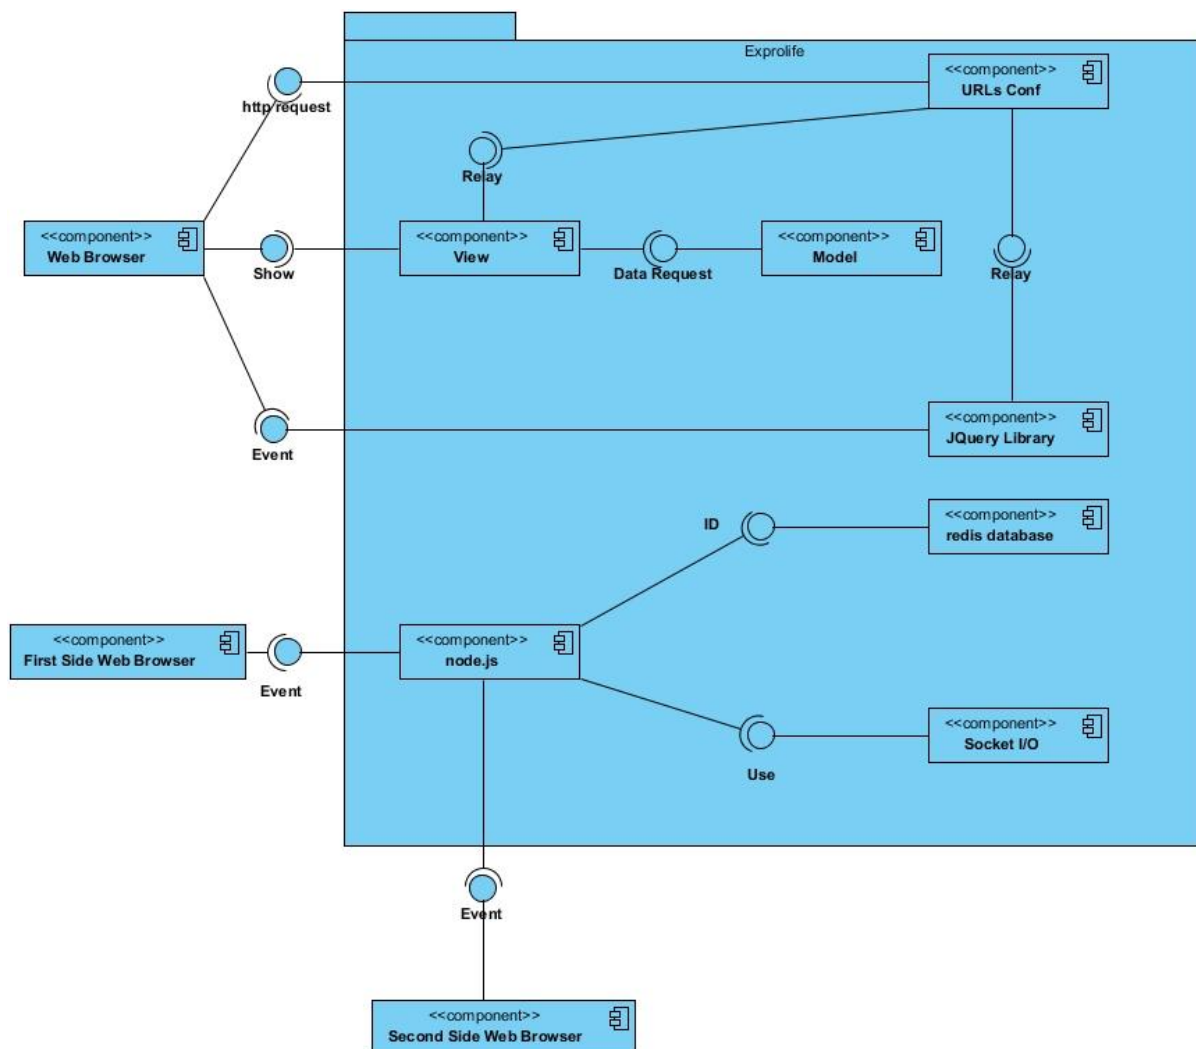 Exprolife
<<component>>
URLs Conf
http request
Relay
<<component>>
Web Browser
Show
<<component>>
View
Data Request
<<component>>
Model
Relay
Event
<<component>>
JQuery Library
ID
<<component>>
redis database
<<component>>
First Side Web Browser
Event
<<component>>
node.js
Use
<<component>>
Socket I/O
Event
<<component>>
Second Side Web Browser